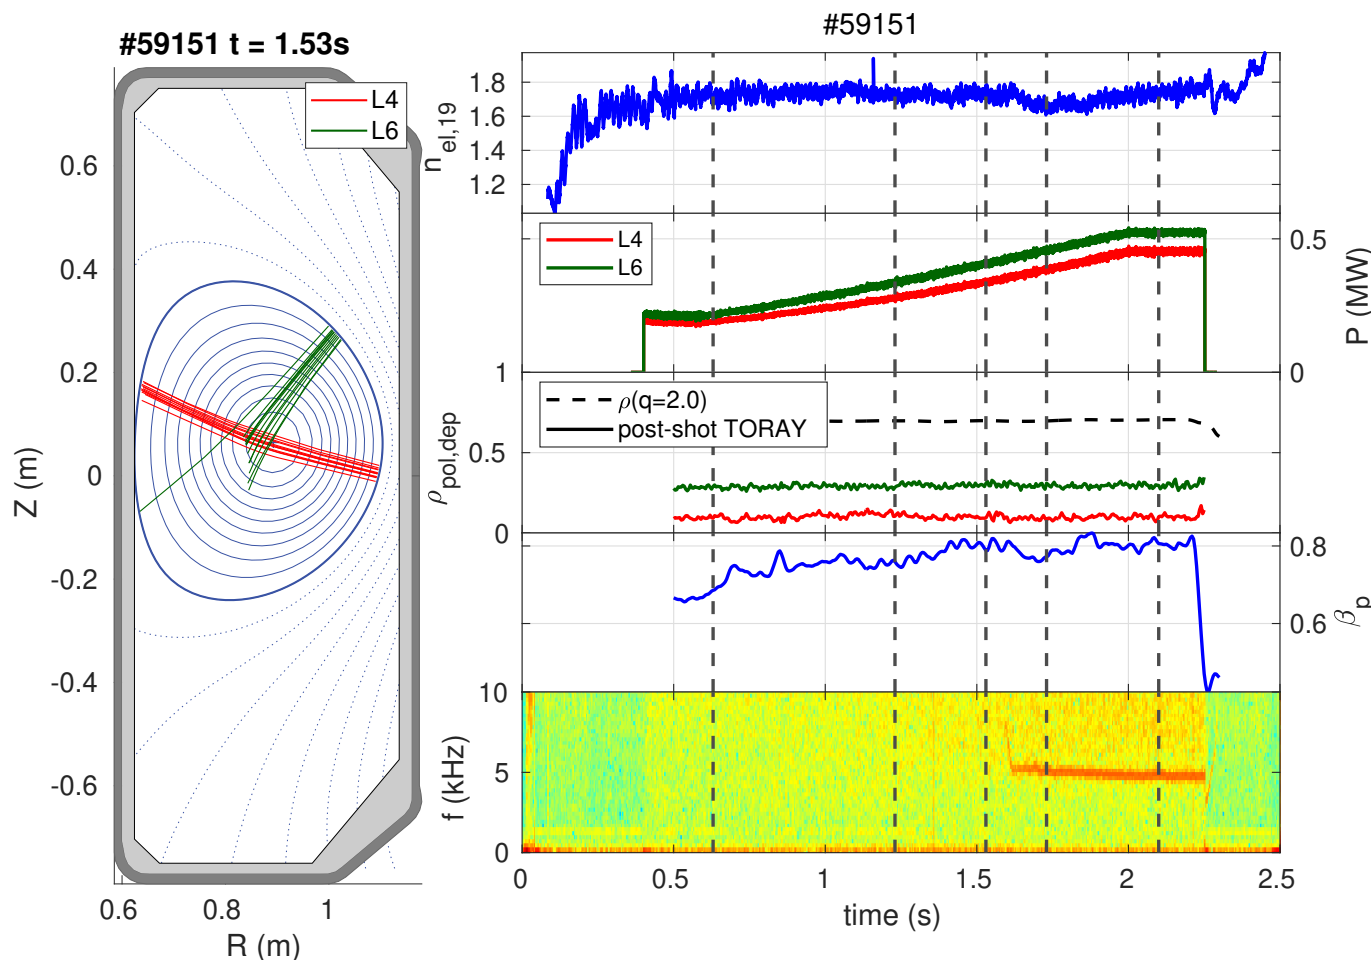 #59151 t = 1.53s
L4
L6
0.6
0.4
0.2
0
-0.2
-0.4
-0.6
Z (m)
0.6
0.8
1
R (m)
#59151
1.8
1.6
1.4
1.2
n_el,19
L4
L6
0.5
0
P (MW)
1
0.5
0
ρ_pol,dep
ρ(q=2.0)
post-shot TORAY
0.8
0.6
β_p
10
5
0
f (kHz)
0
0.5
1
1.5
2
2.5
time (s)